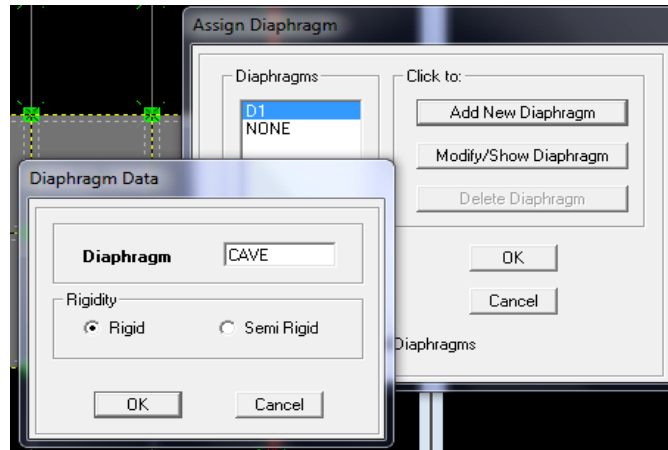 Assign Diaphragm
Diaphragms
D1
NONE
Click to:
Add New Diaphragm
Modify/Show Diaphragm
Delete Diaphragm
OK
Cancel
Diaphragms
Diaphragm Data
Diaphragm
CAVE
Rigidity
Rigid
Semi Rigid
OK
Cancel